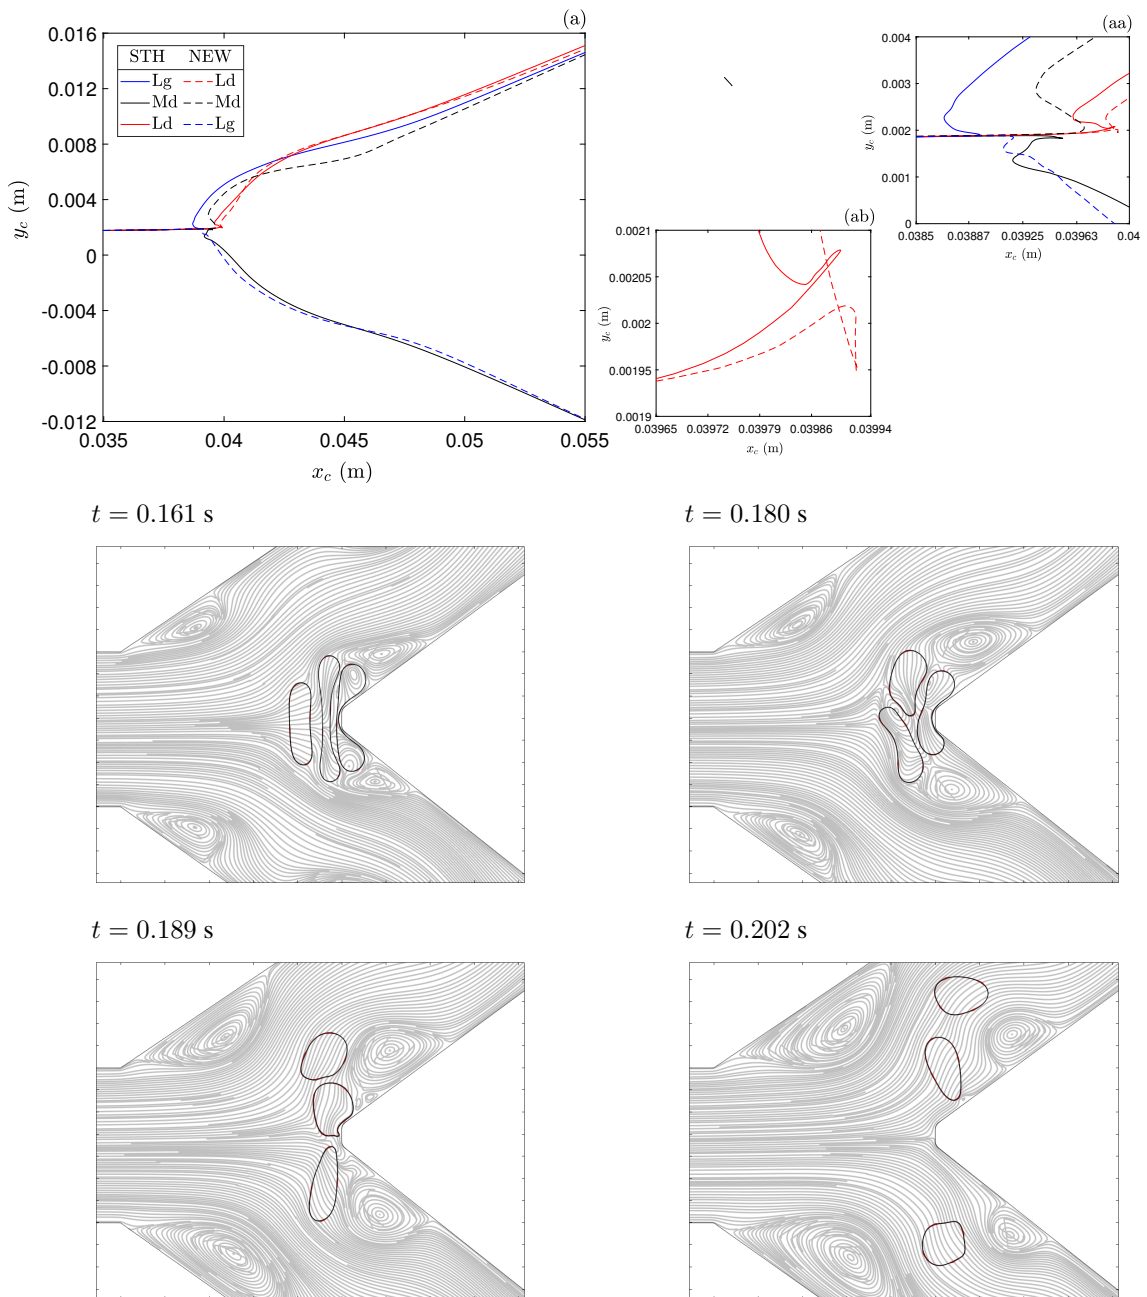 (a)
0.016
0.012
0.008
0.004
0
-0.004
-0.008
-0.012
y_c (m)
STH NEW
Lg Ld
Md Md
Ld Lg
0.035 0.04 0.045 0.05 0.055
x_c (m)
(aa)
0.004
0.003
0.002
0.001
0
y_c (m)
0.0385 0.03887 0.03925 0.03963 0.04
x_c (m)
(ab)
0.0021
0.00205
0.002
0.00195
0.0019
y_c (m)
0.03965 0.03972 0.03979 0.03986 0.03994
x_c (m)
t = 0.161 s
t = 0.180 s
t = 0.189 s
t = 0.202 s